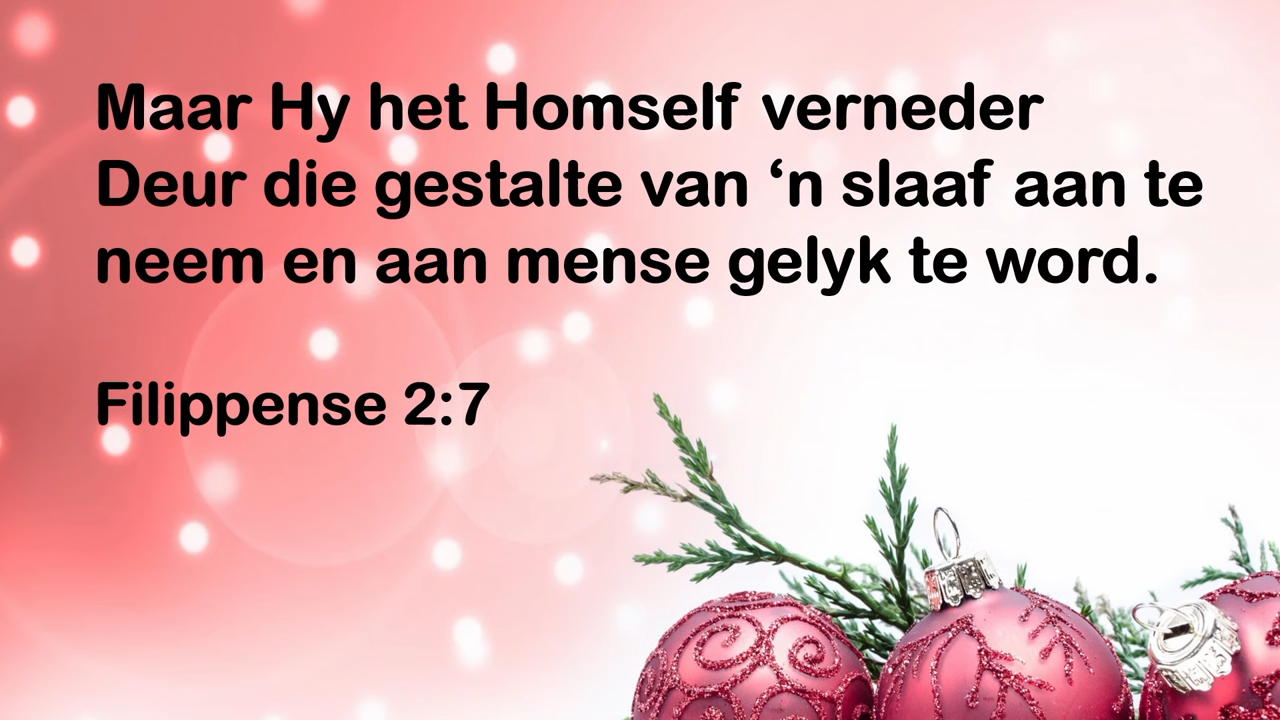 Maar Hy het Homself verneder
Deur die gestalte van ‘n slaaf aan te
neem en aan mense gelyk te word.
Filippense 2:7